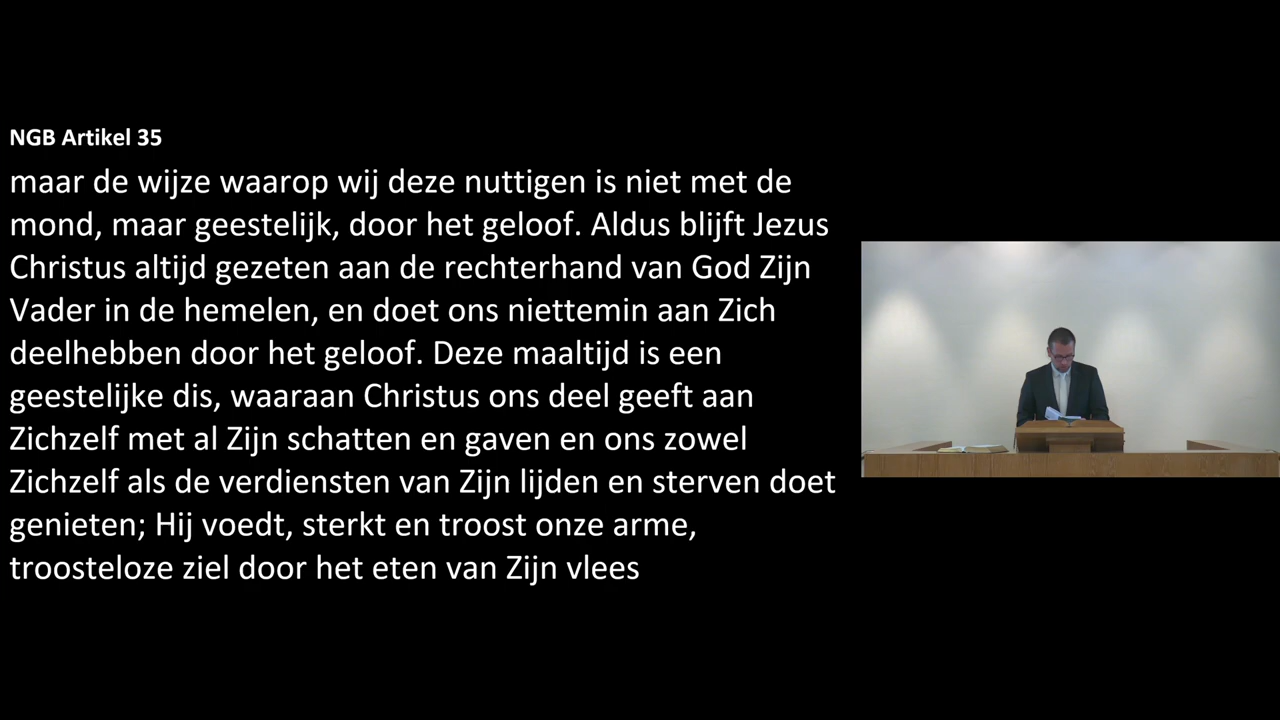 NGB Artikel 35
maar de wijze waarop wij deze nuttigen is niet met de
mond, maar geestelijk, door het geloof. Aldus blijft Jezus
Christus altijd gezeten aan de rechterhand van God Zijn
Vader in de hemelen, en doet ons niettemin aan Zich
deelhebben door het geloof. Deze maaltijd is een
geestelijke dis, waaraan Christus ons deel geeft aan
Zichzelf met al Zijn schatten en gaven en ons zowel
Zichzelf als de verdiensten van Zijn lijden en sterven doet
genieten; Hij voedt, sterkt en troost onze arme,
troosteloze ziel door het eten van Zijn vlees